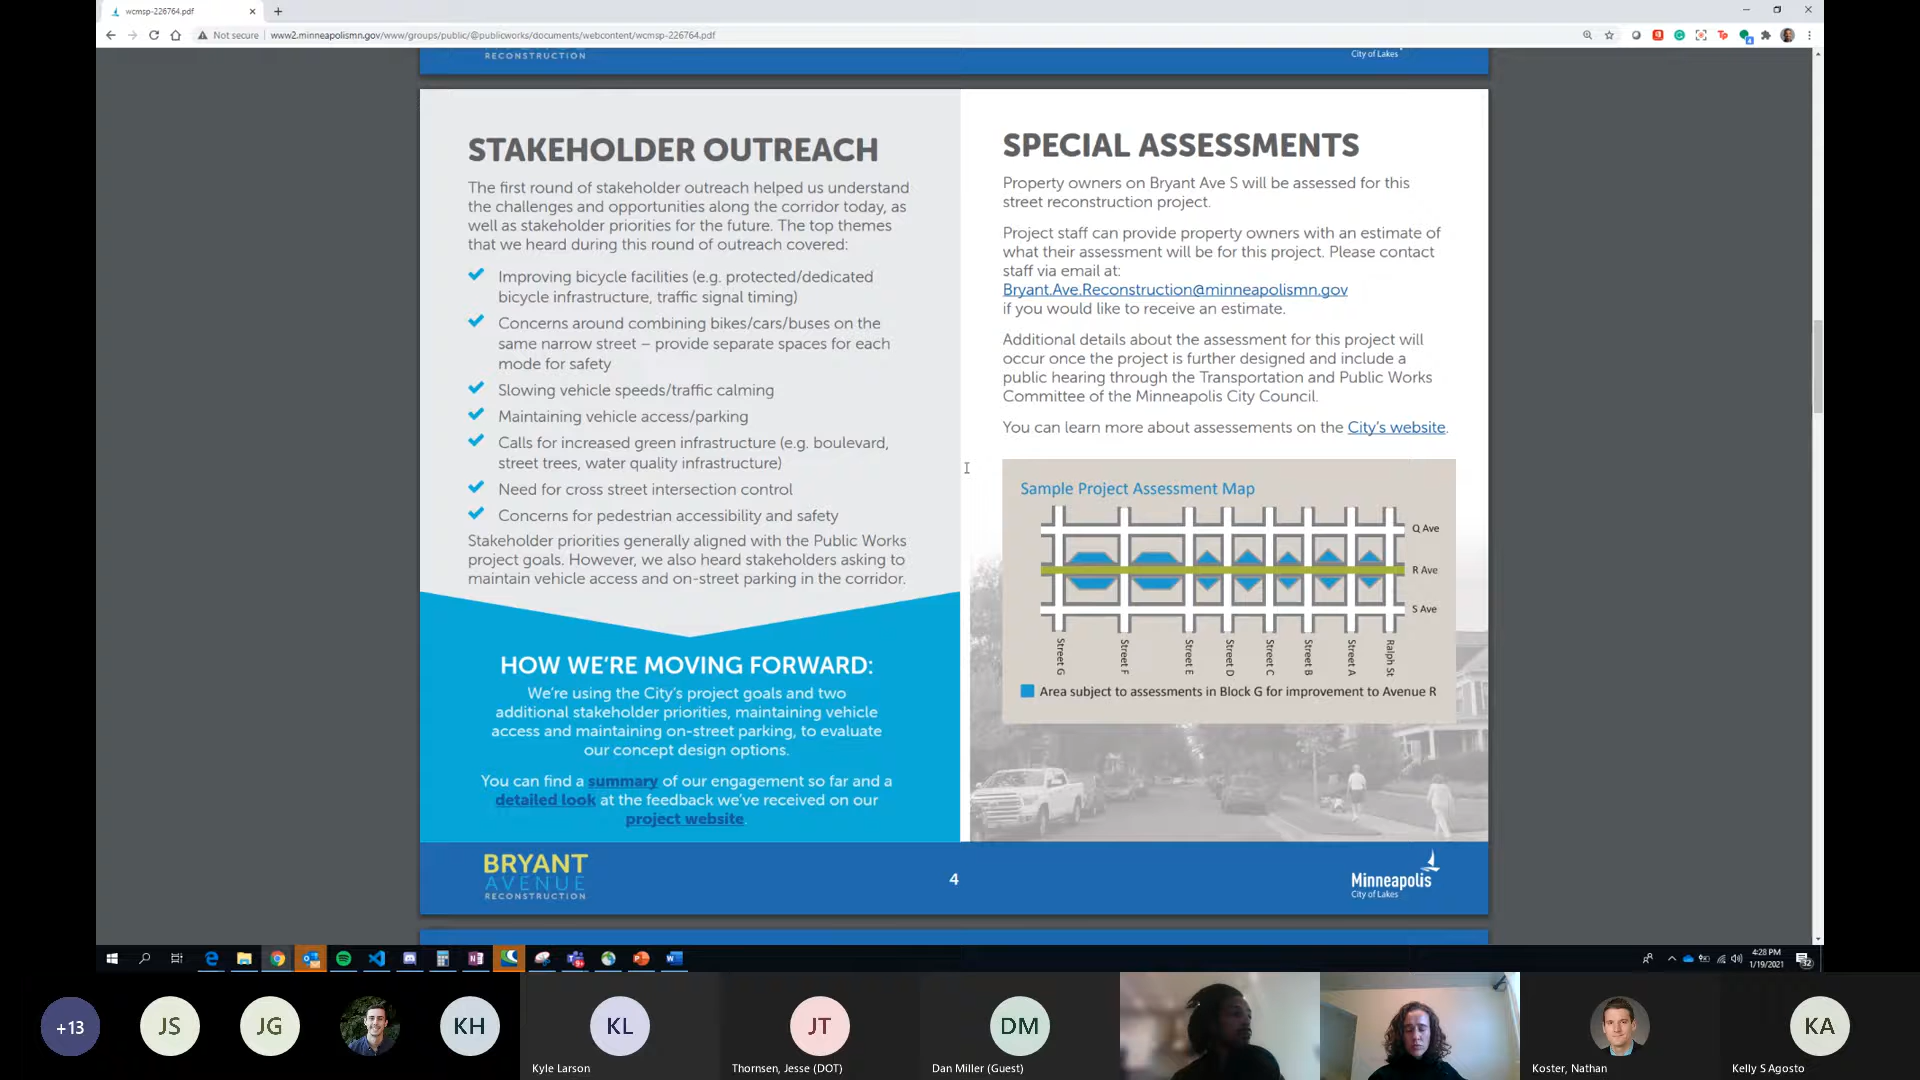 wcmsp-226764.pdf
Not secure
www2.minneapolismn.gov/www/groups/public/@publicworks/documents/webcontent/wcmsp-226764.pdf
RECONSTRUCTION
City of Lakes
STAKEHOLDER OUTREACH
The first round of stakeholder outreach helped us understand
the challenges and opportunities along the corridor today, as
well as stakeholder priorities for the future. The top themes
that we heard during this round of outreach covered:
Improving bicycle facilities (e.g. protected/dedicated
bicycle infrastructure, traffic signal timing)
Concerns around combining bikes/cars/buses on the
same narrow street – provide separate spaces for each
mode for safety
Slowing vehicle speeds/traffic calming
Maintaining vehicle access/parking
Calls for increased green infrastructure (e.g. boulevard,
street trees, water quality infrastructure)
Need for cross street intersection control
Concerns for pedestrian accessibility and safety
Stakeholder priorities generally aligned with the Public Works
project goals. However, we also heard stakeholders asking to
maintain vehicle access and on-street parking in the corridor.
HOW WE'RE MOVING FORWARD:
We're using the City's project goals and two
additional stakeholder priorities, maintaining vehicle
access and maintaining on-street parking, to evaluate
our concept design options.
You can find a summary of our engagement so far and a
detailed look at the feedback we've received on our
project website.
SPECIAL ASSESSMENTS
Property owners on Bryant Ave S will be assessed for this
street reconstruction project.
Project staff can provide property owners with an estimate of
what their assessment will be for this project. Please contact
staff via email at:
Bryant.Ave.Reconstruction@minneapolismn.gov
if you would like to receive an estimate.
Additional details about the assessment for this project will
occur once the project is further designed and include a
public hearing through the Transportation and Public Works
Committee of the Minneapolis City Council.
You can learn more about assessements on the City's website.
Sample Project Assessment Map
Q Ave
R Ave
S Ave
Street G
Street F
Street E
Street D
Street C
Street B
Street A
Ralph St
Area subject to assessments in Block G for improvement to Avenue R
BRYANT
AVENUE
RECONSTRUCTION
4
Minneapolis
City of Lakes
4:28 PM
1/19/2021
+13
JS
JG
KH
KL
Kyle Larson
JT
Thornsen, Jesse (DOT)
DM
Dan Miller (Guest)
Koster, Nathan
KA
Kelly S Agosto